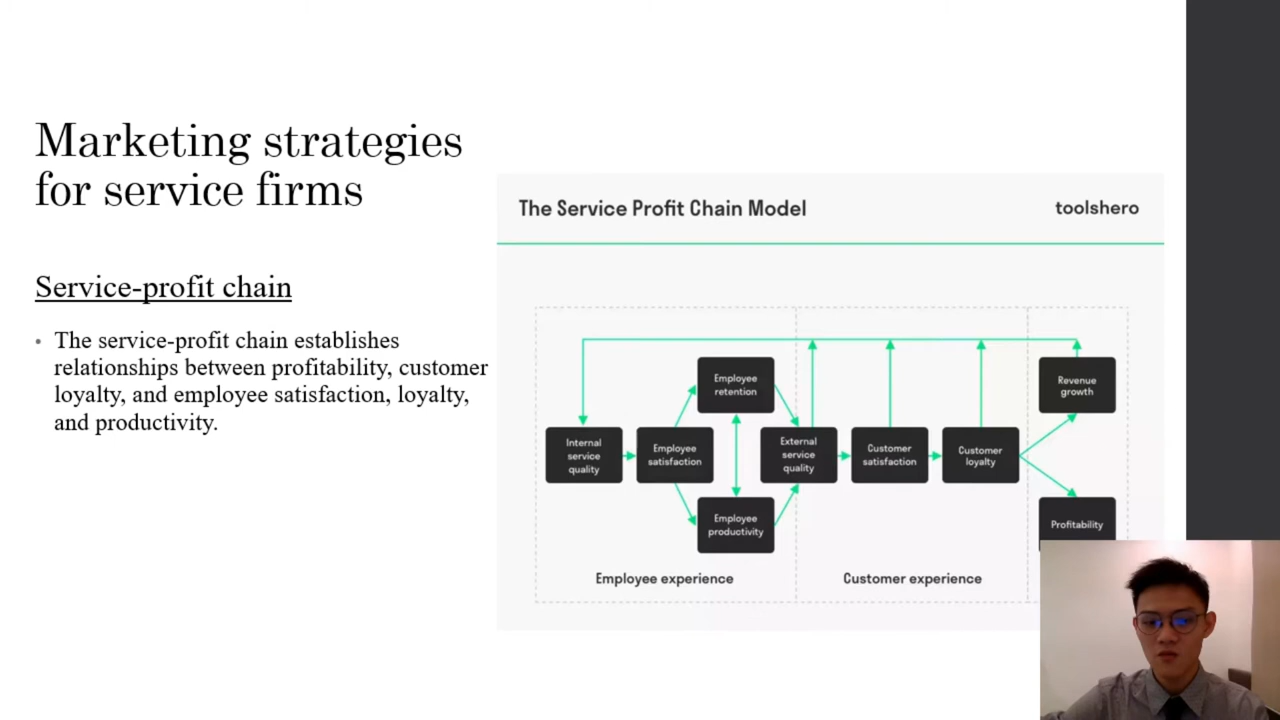 Marketing strategies
for service firms
Service-profit chain
• The service-profit chain establishes
relationships between profitability, customer
loyalty, and employee satisfaction, loyalty,
and productivity.
The Service Profit Chain Model
toolshero
Employee
retention
Revenue
growth
Internal
service
quality
Employee
satisfaction
External
service
quality
Customer
satisfaction
Customer
loyalty
Employee
productivity
Profitability
Employee experience
Customer experience